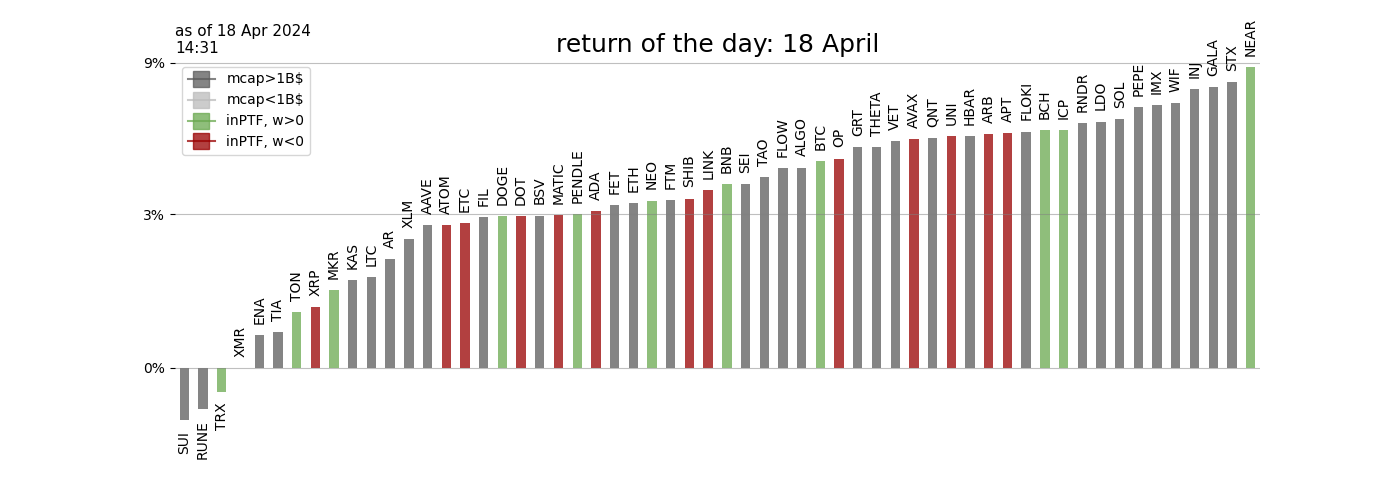 as of 18 Apr 2024
14:31
return of the day: 18 April
9%
3%
0%
mcap>1B$
mcap<1B$
inPTF, w>0
inPTF, w<0
SUI
RUNE
TRX
XMR
ENA
TIA
TON
XRP
MKR
KAS
LTC
AR
XLM
AAVE
ATOM
ETC
FIL
DOGE
DOT
BSV
MATIC
PENDLE
ADA
FET
ETH
NEO
FTM
SHIB
LINK
BNB
SEI
TAO
FLOW
ALGO
BTC
OP
GRT
THETA
VET
AVAX
QNT
UNI
HBAR
ARB
APT
FLOKI
BCH
ICP
RNDR
LDO
SOL
PEPE
IMX
WIF
INJ
GALA
STX
NEAR